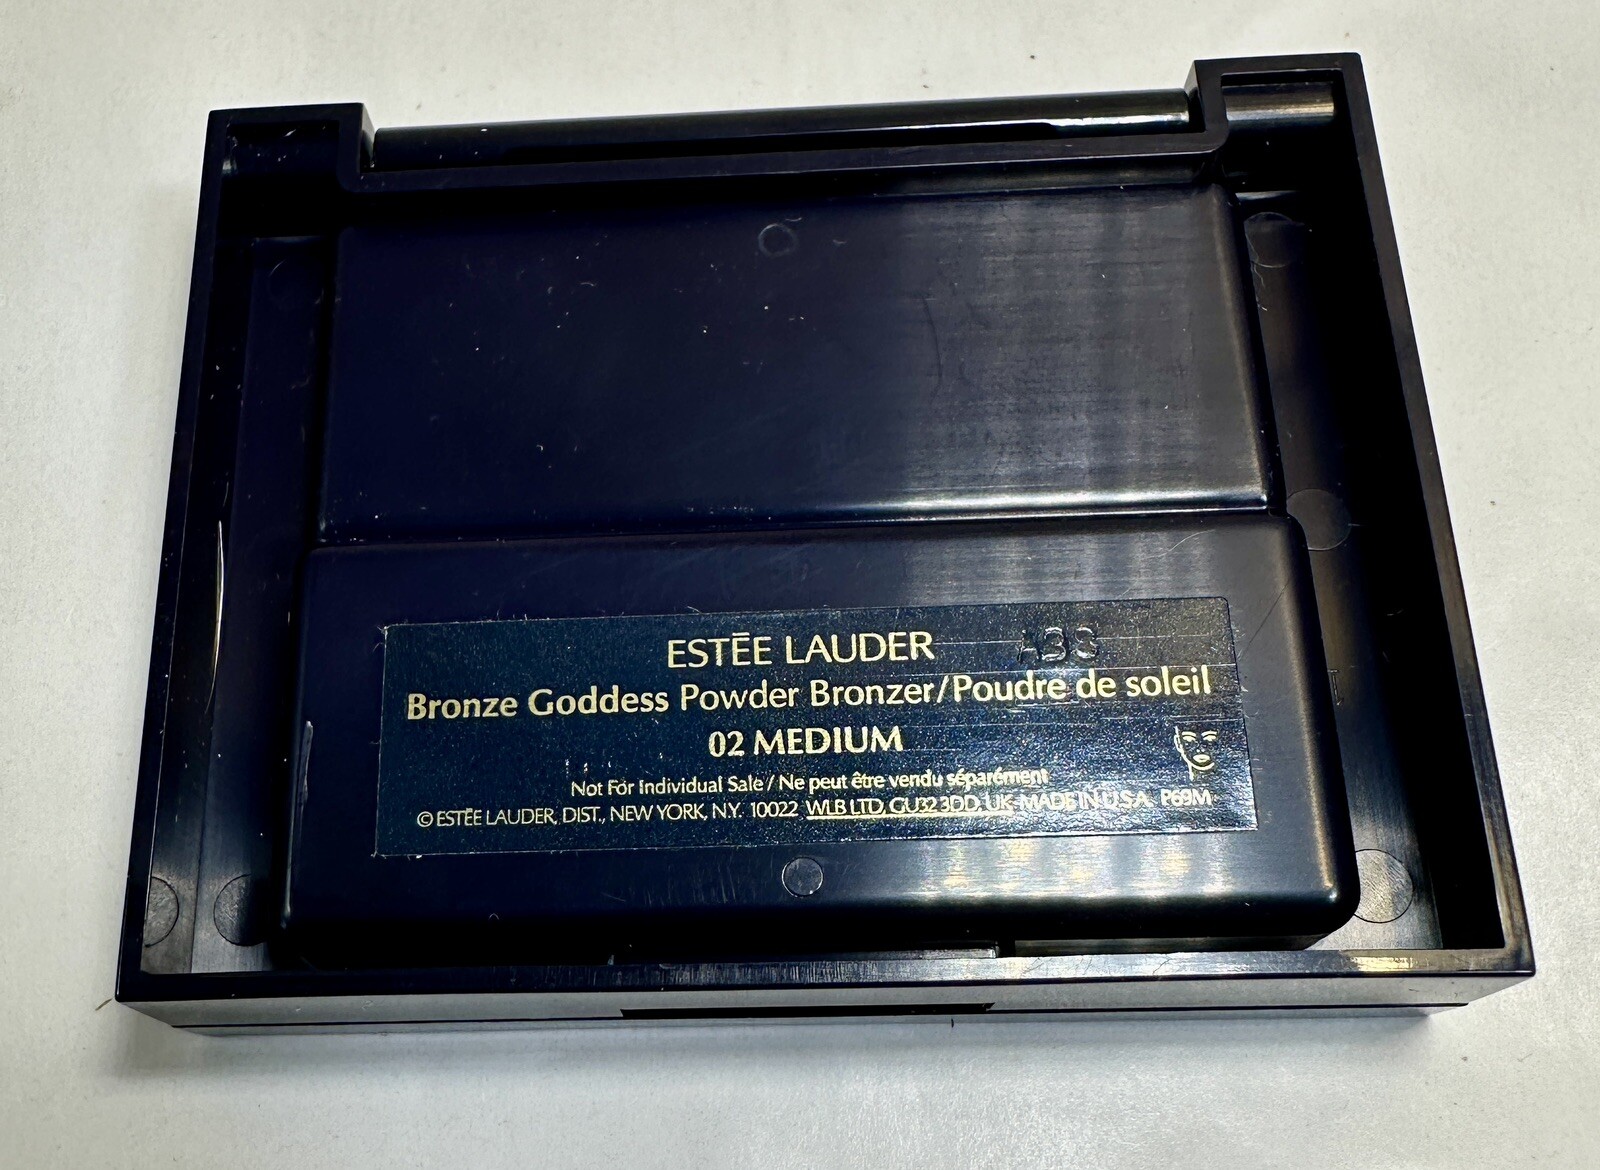 ESTĒE LAUDER A33
Bronze Goddess Powder Bronzer/Poudre de soleil
02 MEDIUM
Not For Individual Sale / Ne peut être vendu séparément
© ESTĒE LAUDER, DIST., NEW YORK, N.Y. 10022 WLB LTD, GU32 3DD, UK MADE IN U.S.A. P69M